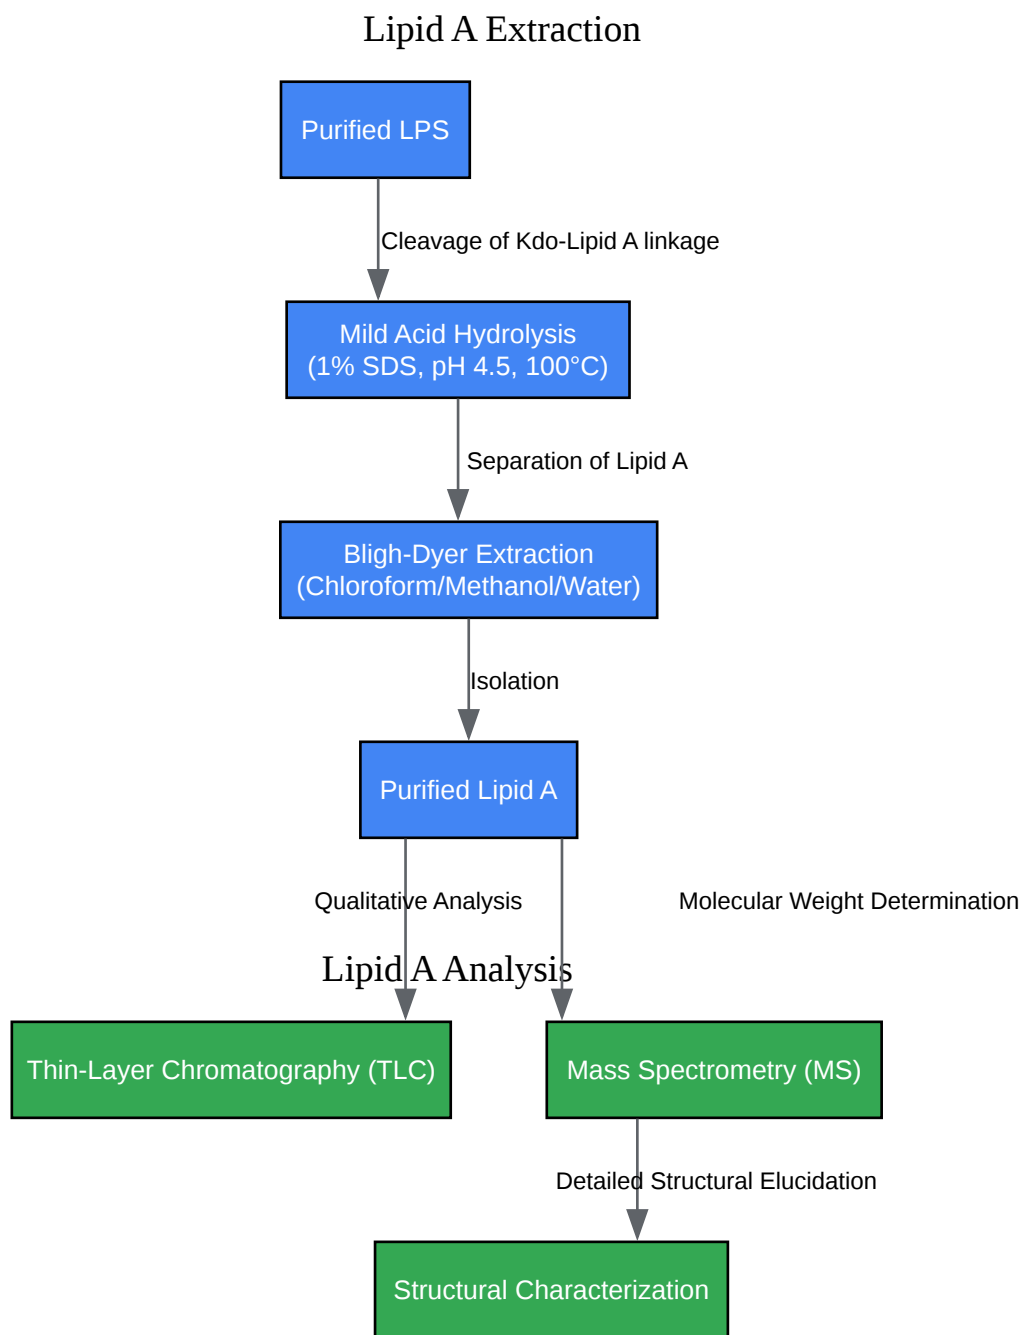 Lipid A Extraction
Purified LPS
Cleavage of Kdo-Lipid A linkage
Mild Acid Hydrolysis
(1% SDS, pH 4.5, 100°C)
Separation of Lipid A
Bligh-Dyer Extraction
(Chloroform/Methanol/Water)
Isolation
Purified Lipid A
Qualitative Analysis
Molecular Weight Determination
Lipid A Analysis
Thin-Layer Chromatography (TLC)
Mass Spectrometry (MS)
Detailed Structural Elucidation
Structural Characterization